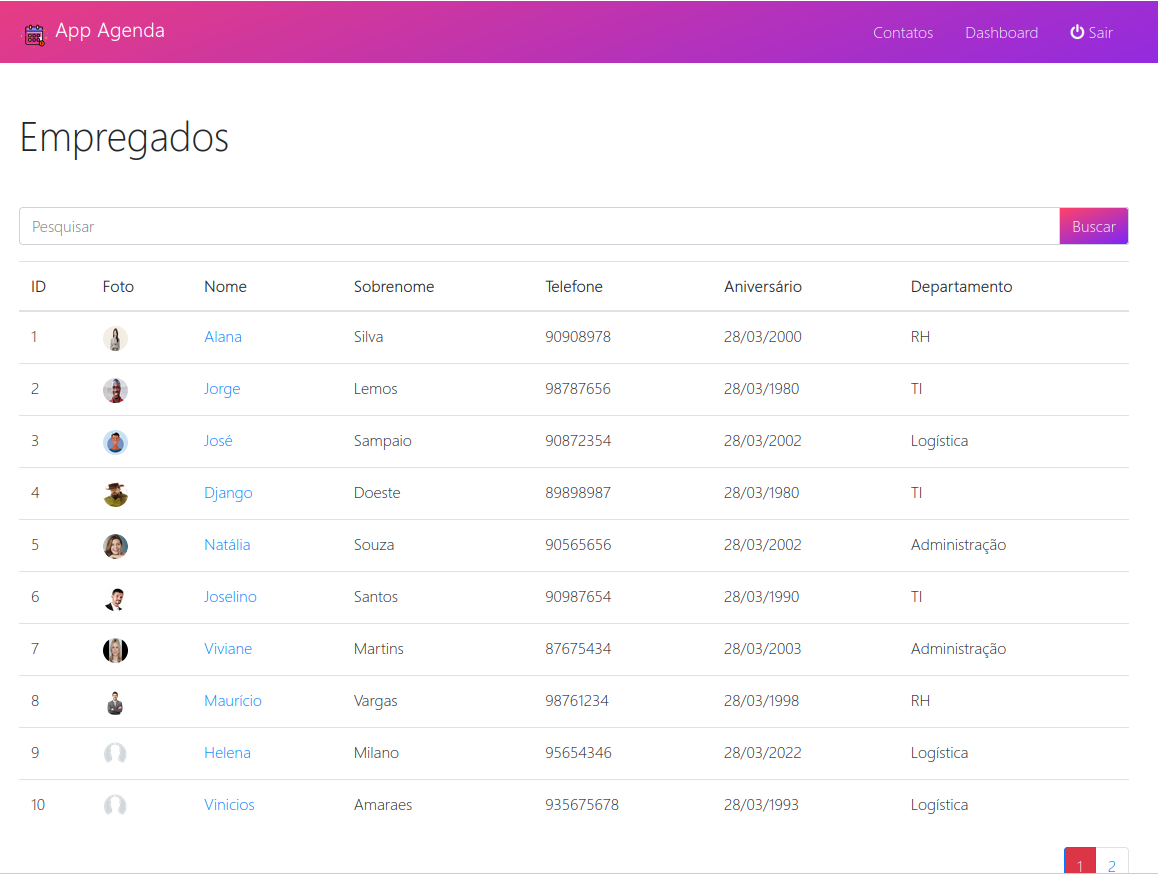 App Agenda Contatos Dashboard Sair
Empregados
Pesquisar Buscar
ID Foto Nome Sobrenome Telefone Aniversário Departamento
1 Alana Silva 90908978 28/03/2000 RH
2 Jorge Lemos 98787656 28/03/1980 TI
3 José Sampaio 90872354 28/03/2002 Logística
4 Django Doeste 89898987 28/03/1980 TI
5 Natália Souza 90565656 28/03/2002 Administração
6 Joselino Santos 90987654 28/03/1990 TI
7 Viviane Martins 87675434 28/03/2003 Administração
8 Maurício Vargas 98761234 28/03/1998 RH
9 Helena Milano 95654346 28/03/2022 Logística
10 Vinicios Amaraes 935675678 28/03/1993 Logística
1 2